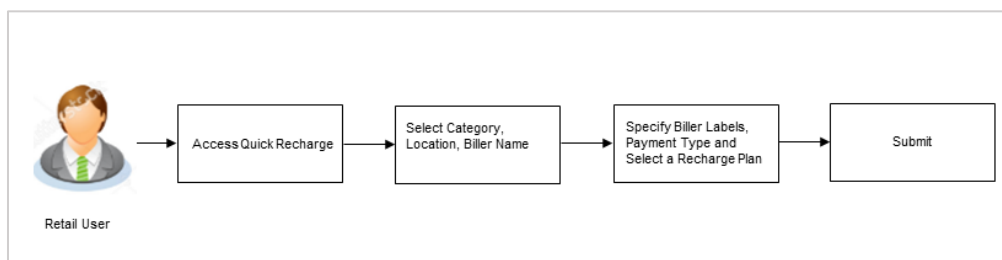 Access Quick Recharge
Select Category,
Location, Biller Name
Specify Biller Labels,
Payment Type and
Select a Recharge Plan
Submit
Retail User